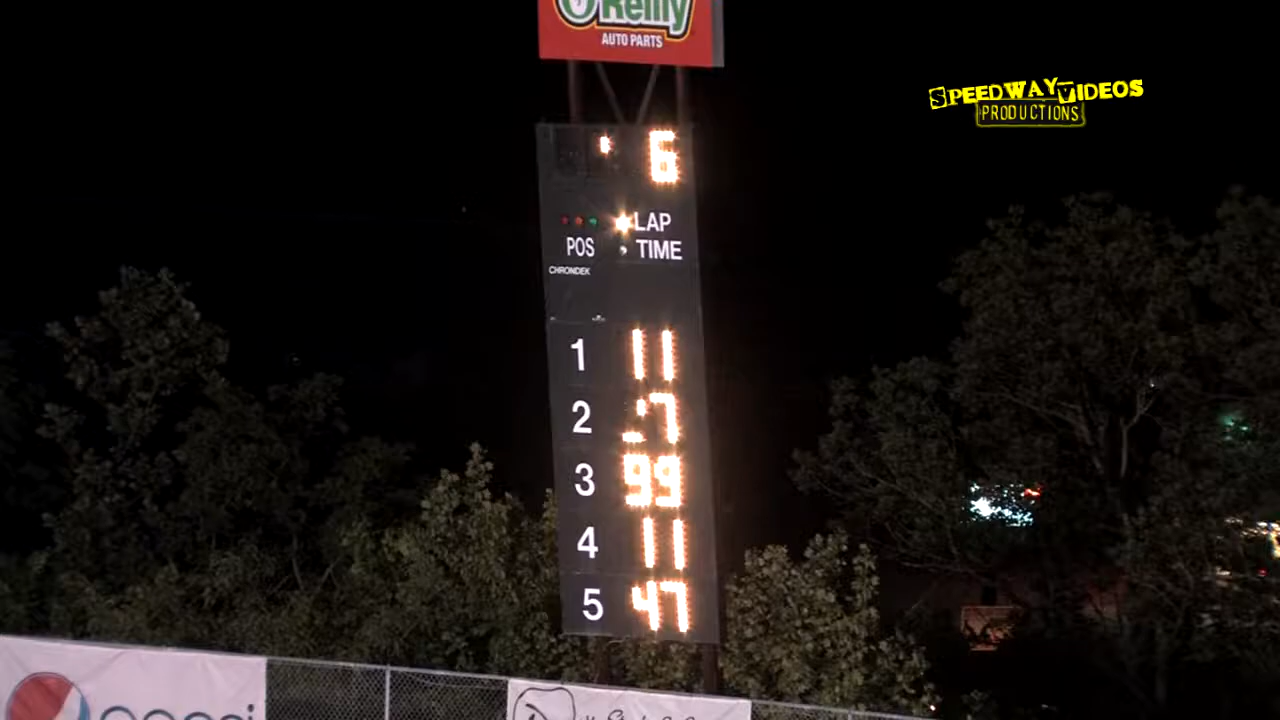 O'Reilly
AUTO PARTS
SPEEDWAY VIDEOS
PRODUCTIONS
6
LAP
POS TIME
CHRONDEK
1 11
2 7
3 99
4 11
5 47
pepsi